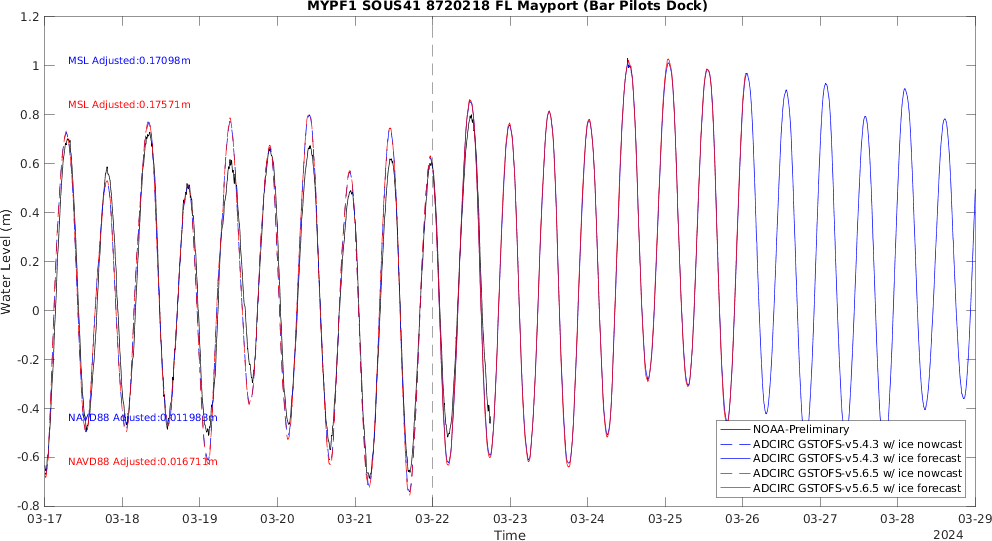 MYPF1 SOUS41 8720218 FL Mayport (Bar Pilots Dock)
1.2
1
0.8
0.6
0.4
0.2
0
-0.2
-0.4
-0.6
-0.8
Water Level (m)
MSL Adjusted:0.17098m
MSL Adjusted:0.17571m
NAVD88 Adjusted:0.011983m
NAVD88 Adjusted:0.016711m
NOAA-Preliminary
ADCIRC GSTOFS-v5.4.3 w/ ice nowcast
ADCIRC GSTOFS-v5.4.3 w/ ice forecast
ADCIRC GSTOFS-v5.6.5 w/ ice nowcast
ADCIRC GSTOFS-v5.6.5 w/ ice forecast
03-17 03-18 03-19 03-20 03-21 03-22 03-23 03-24 03-25 03-26 03-27 03-28 03-29
Time
2024